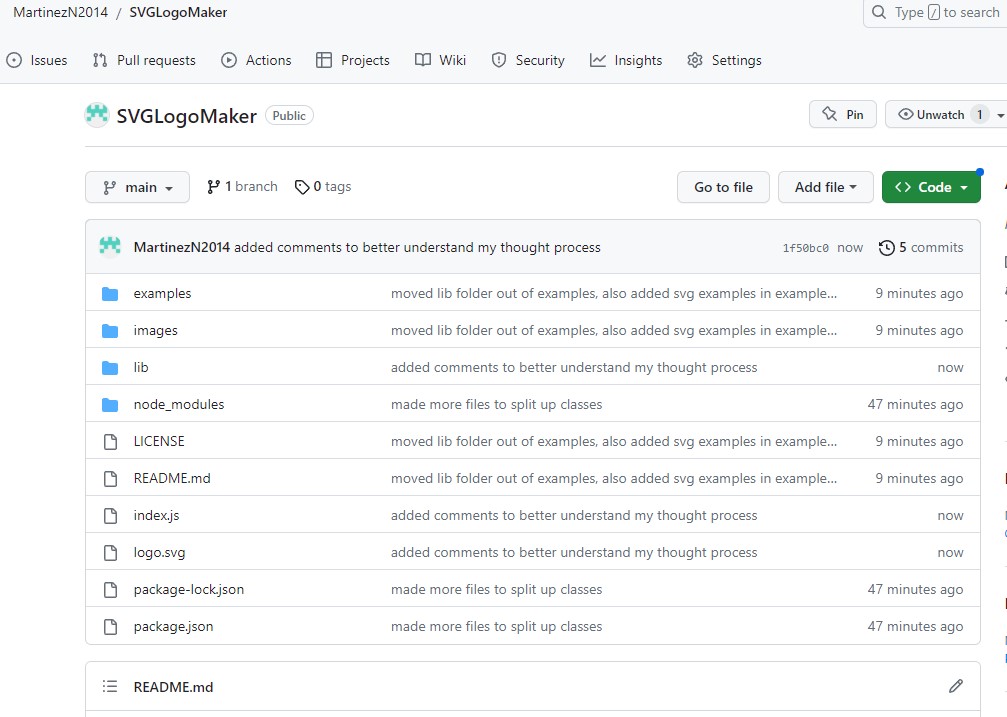 MartinezN2014 / SVGLogoMaker
Type / to search
Issues Pull requests Actions Projects Wiki Security Insights Settings
SVGLogoMaker Public
Pin Unwatch 1
main 1 branch 0 tags Go to file Add file <> Code
MartinezN2014 added comments to better understand my thought process 1f50bc0 now 5 commits
examples moved lib folder out of examples, also added svg examples in example... 9 minutes ago
images moved lib folder out of examples, also added svg examples in example... 9 minutes ago
lib added comments to better understand my thought process now
node_modules made more files to split up classes 47 minutes ago
LICENSE moved lib folder out of examples, also added svg examples in example... 9 minutes ago
README.md moved lib folder out of examples, also added svg examples in example... 9 minutes ago
index.js added comments to better understand my thought process now
logo.svg added comments to better understand my thought process now
package-lock.json made more files to split up classes 47 minutes ago
package.json made more files to split up classes 47 minutes ago
README.md